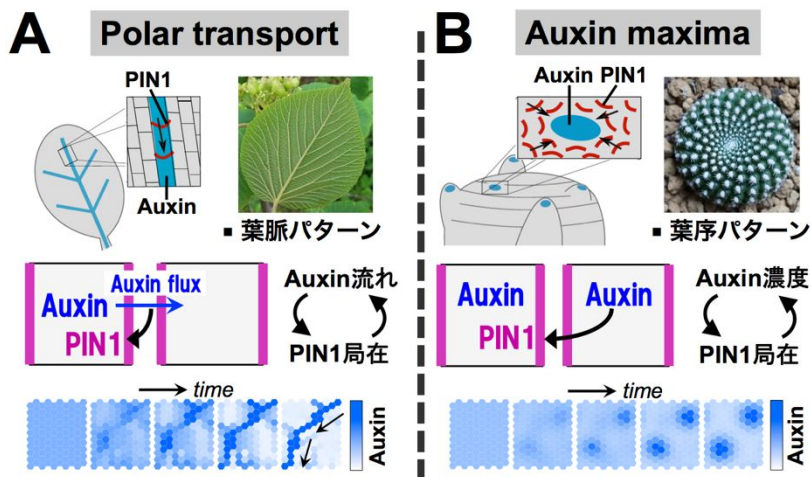 A Polar transport
PIN1
Auxin
■ 葉脈パターン
Auxin flux
Auxin
PIN1
Auxin流れ
PIN1局在
time
Auxin
B Auxin maxima
Auxin PIN1
■ 葉序パターン
Auxin Auxin
PIN1
Auxin濃度
PIN1局在
time
Auxin